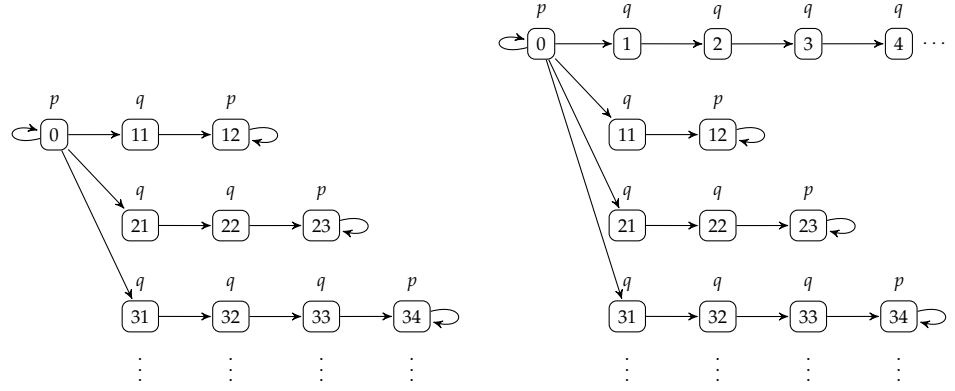 p q q q q
0 1 2 3 4 ...
p q p q p
0 11 12 11 12
q q p q q p
21 22 23 21 22 23
q q q p q q q p
31 32 33 34 31 32 33 34
⋮ ⋮ ⋮ ⋮ ⋮ ⋮ ⋮ ⋮